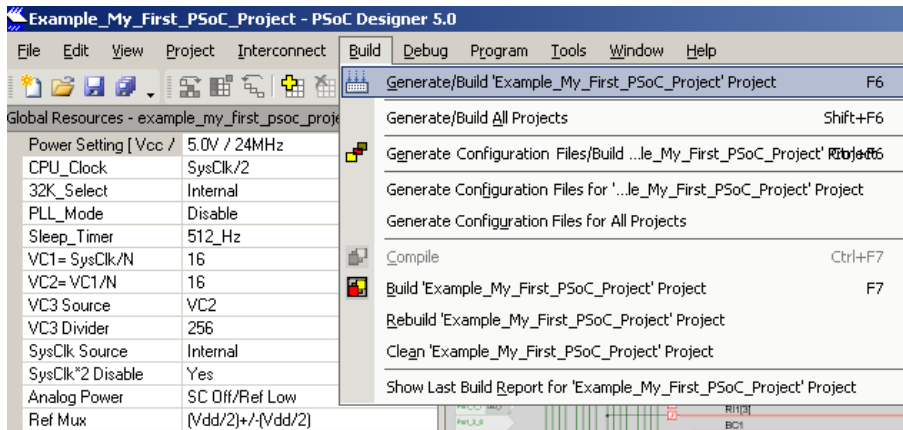 Example_My_First_PSoC_Project - PSoC Designer 5.0
File Edit View Project Interconnect Build Debug Program Tools Window Help
Generate/Build 'Example_My_First_PSoC_Project' Project F6
Global Resources - example_my_first_psoc_proje
Generate/Build All Projects Shift+F6
Power Setting [ Vcc / 5.0V / 24MHz
Generate Configuration Files/Build ...le_My_First_PSoC_Project' Project
CPU_Clock SysClk/2
32K_Select Internal
Generate Configuration Files for '...le_My_First_PSoC_Project' Project
PLL_Mode Disable
Generate Configuration Files for All Projects
Sleep_Timer 512_Hz
VC1= SysClk/N 16
Compile Ctrl+F7
VC2= VC1/N 16
Build 'Example_My_First_PSoC_Project' Project F7
VC3 Source VC2
Rebuild 'Example_My_First_PSoC_Project' Project
VC3 Divider 256
SysClk Source Internal
Clean 'Example_My_First_PSoC_Project' Project
SysClk*2 Disable Yes
Show Last Build Report for 'Example_My_First_PSoC_Project' Project
Analog Power SC Off/Ref Low
Ref Mux (Vdd/2)+/-(Vdd/2)
RI1[3]
BC1